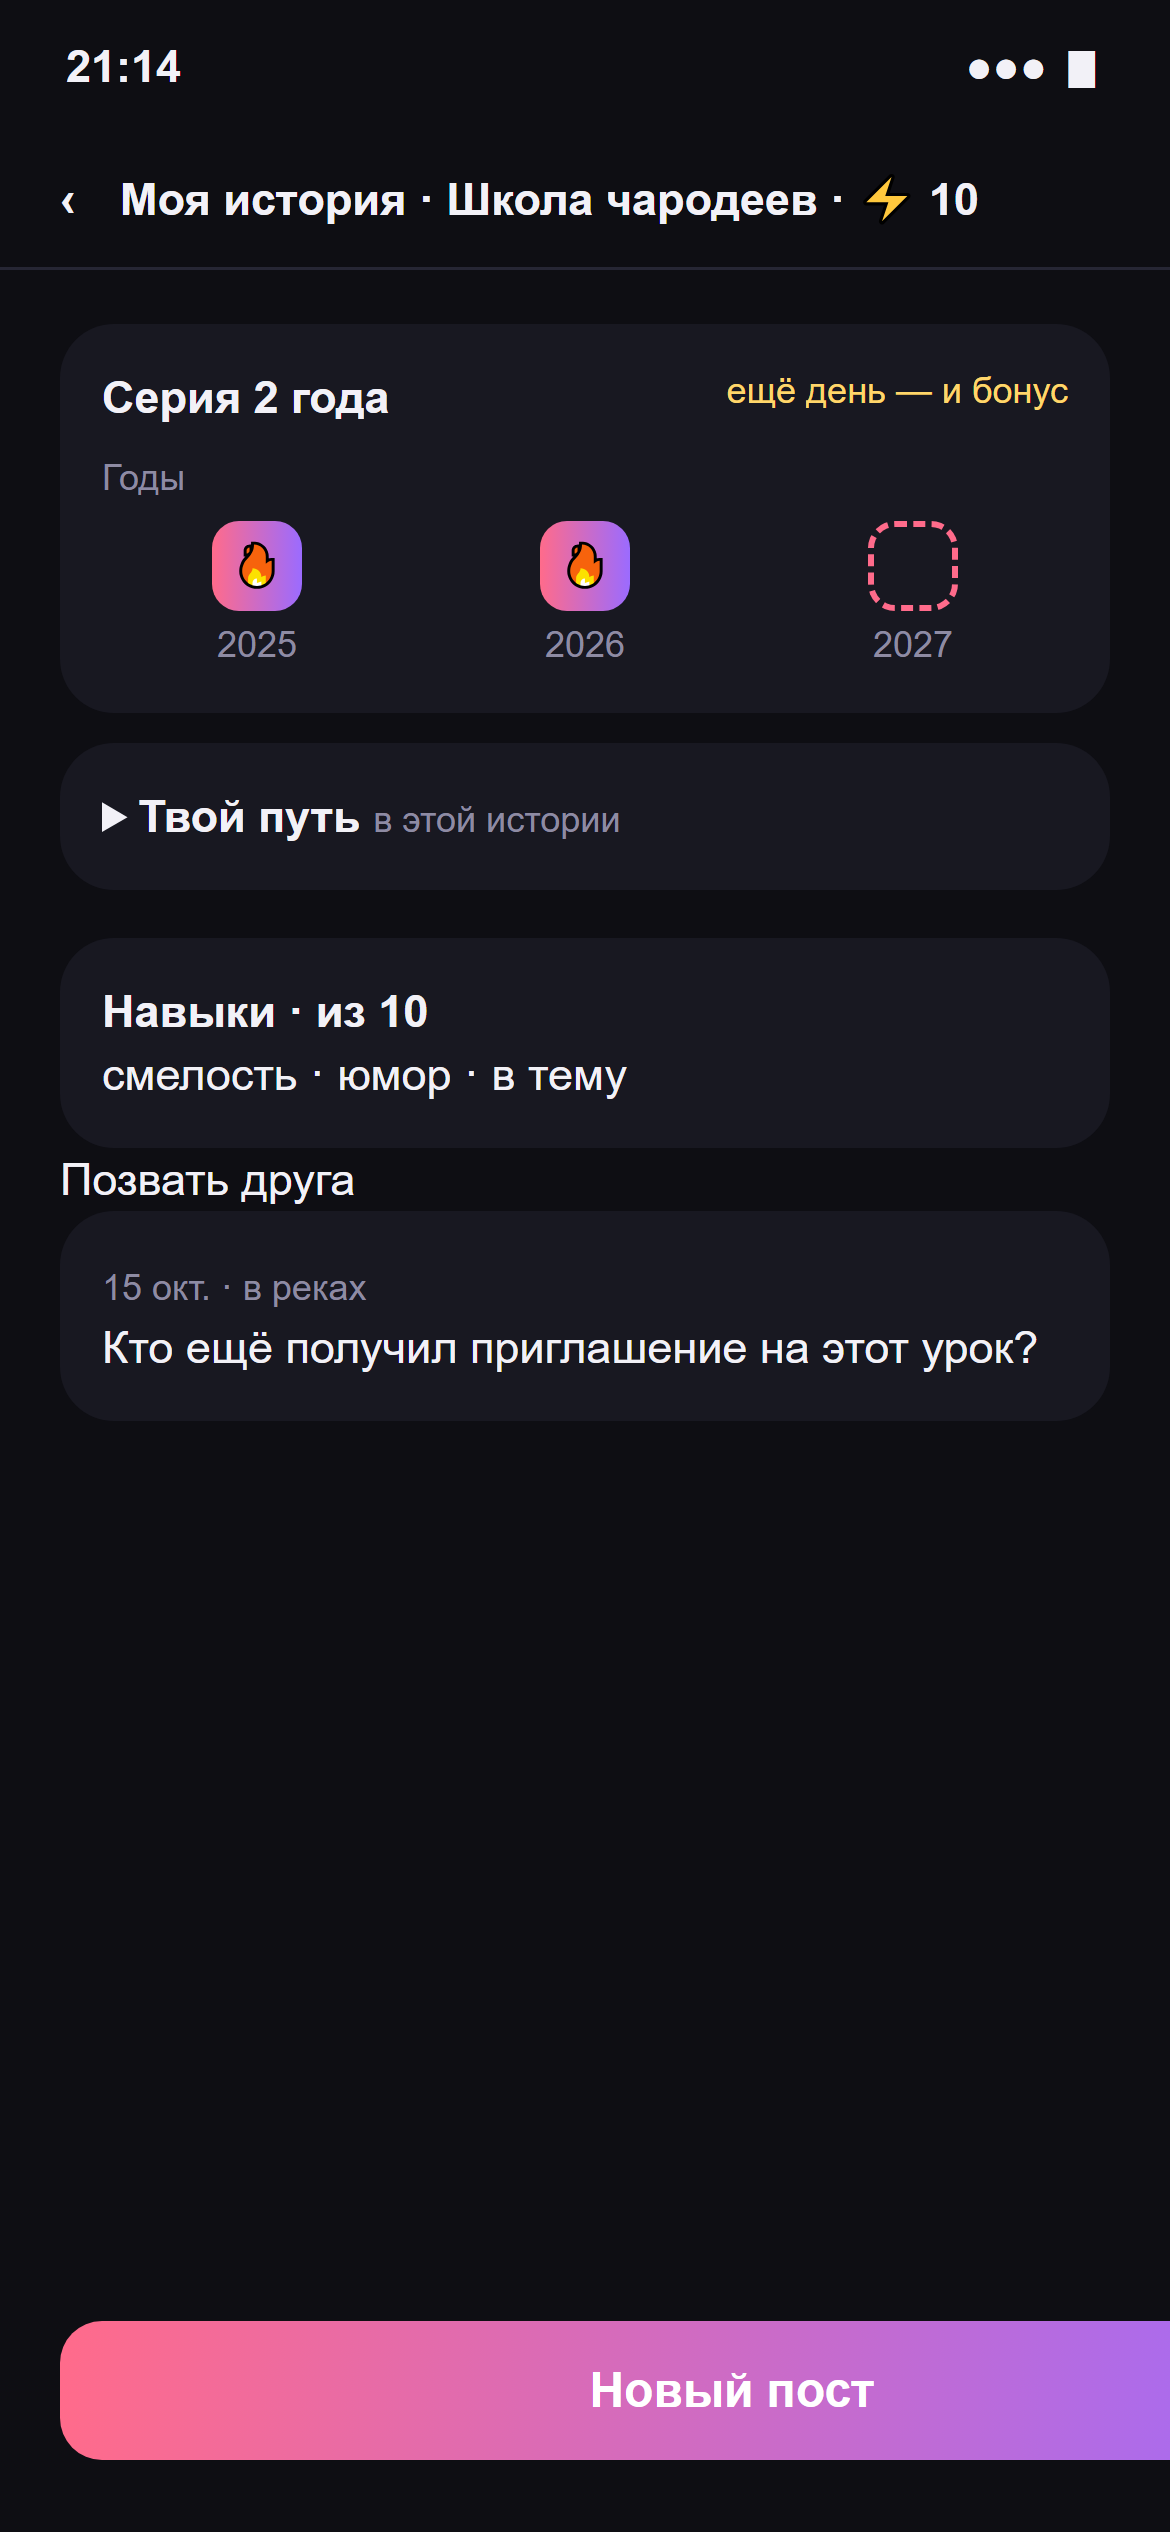 21:14
‹ Моя история · Школа чародеев · ⚡ 10
Серия 2 года
ещё день — и бонус
Годы
2025 2026 2027
Твой путь в этой истории
Навыки · из 10
смелость · юмор · в тему
Позвать друга
15 окт. · в реках
Кто ещё получил приглашение на этот урок?
Новый пост